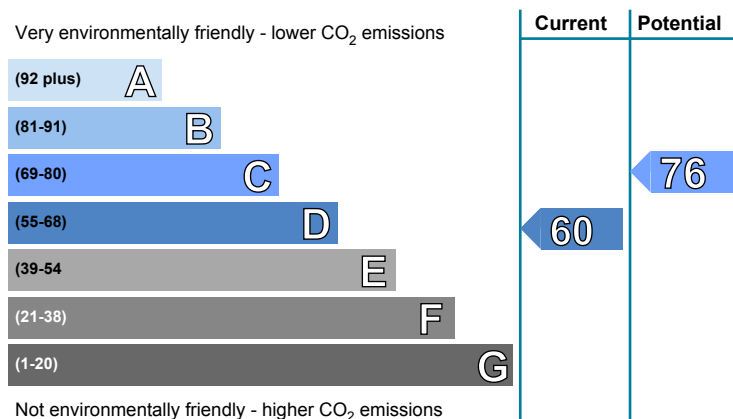 Very environmentally friendly - lower CO2 emissions
Current
Potential
(92 plus) A
(81-91) B
(69-80) C
76
(55-68) D
60
(39-54 E
(21-38) F
(1-20) G
Not environmentally friendly - higher CO2 emissions